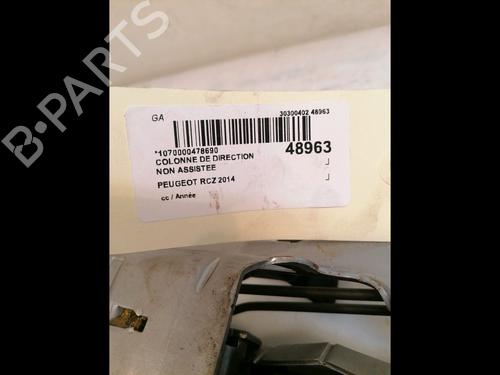 GA 30300402 48963
*1070000478690 48963
COLONNE DE DIRECTION
NON ASSISTEE
PEUGEOT RCZ 2014
cc / Année
B-PARTS